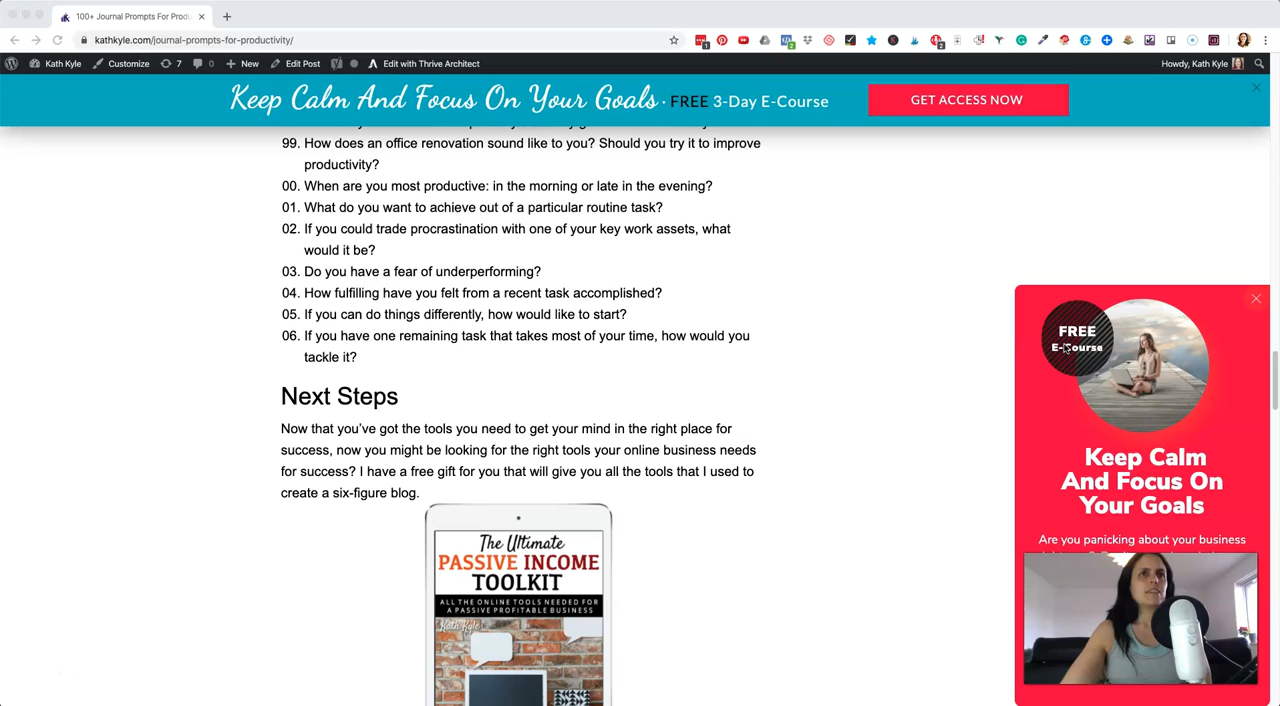 100+ Journal Prompts For Produ
kathkyle.com/journal-prompts-for-productivity/
Kath Kyle
Customize
7
0
New
Edit Post
Edit with Thrive Architect
Howdy, Kath Kyle
Keep Calm And Focus On Your Goals · FREE 3-Day E-Course
GET ACCESS NOW
99. How does an office renovation sound like to you? Should you try it to improve
productivity?
00. When are you most productive: in the morning or late in the evening?
01. What do you want to achieve out of a particular routine task?
02. If you could trade procrastination with one of your key work assets, what
would it be?
03. Do you have a fear of underperforming?
04. How fulfilling have you felt from a recent task accomplished?
05. If you can do things differently, how would like to start?
06. If you have one remaining task that takes most of your time, how would you
tackle it?
Next Steps
Now that you've got the tools you need to get your mind in the right place for
success, now you might be looking for the right tools your online business needs
for success? I have a free gift for you that will give you all the tools that I used to
create a six-figure blog.
The Ultimate
PASSIVE INCOME
TOOLKIT
ALL THE ONLINE TOOLS NEEDED FOR
A PASSIVE PROFITABLE BUSINESS
Kath Kyle
FREE
E-Course
Keep Calm
And Focus On
Your Goals
Are you panicking about your business